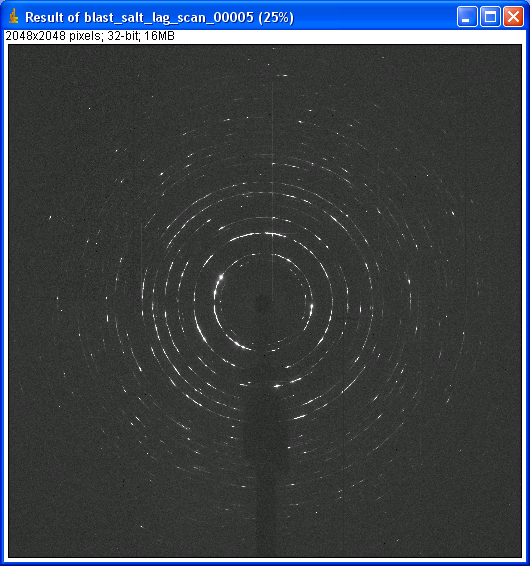 Result of blast_salt_lag_scan_00005 (25%)
2048x2048 pixels; 32-bit; 16MB